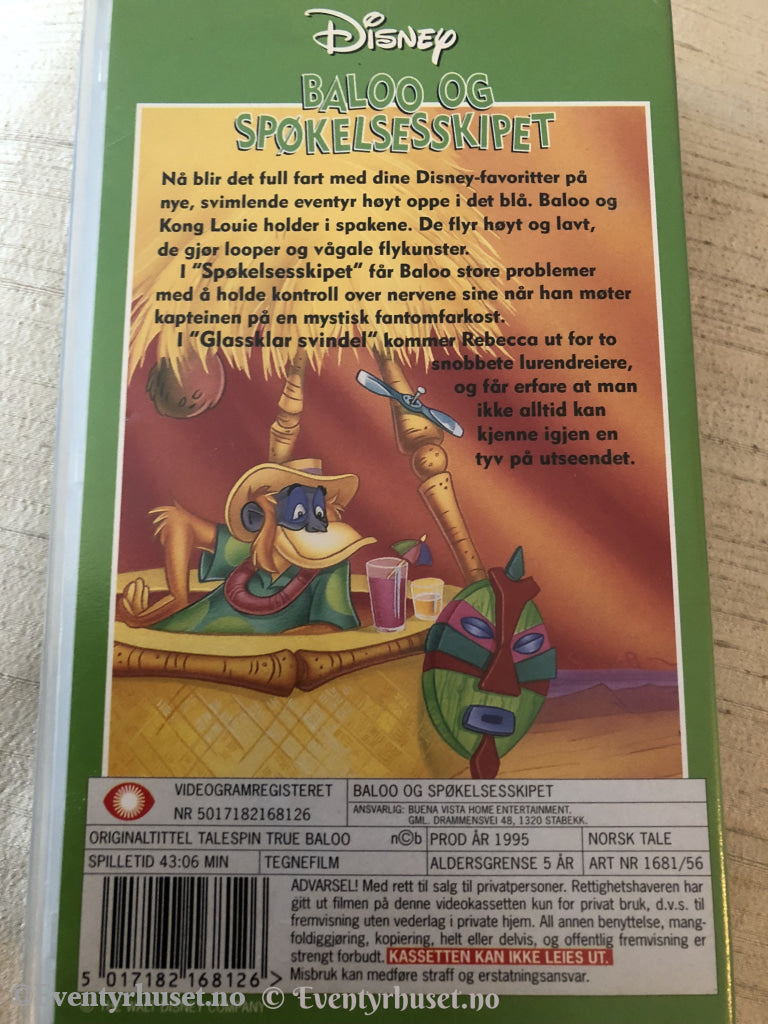 Disney
BALOO OG
SPØKELSESSKIPET
Nå blir det full fart med dine Disney-favoritter på
nye, svimlende eventyr høyt oppe i det blå. Baloo og
Kong Louie holder i spakene. De flyr høyt og lavt,
de gjør looper og vågale flykunster.
I "Spøkelsesskipet" får Baloo store problemer
med å holde kontroll over nervene sine når han møter
kapteinen på en mystisk fantomfarkost.
I "Glassklar svindel" kommer Rebecca ut for to
snobbete lurendreiere,
og får erfare at man
ikke alltid kan
kjenne igjen en
tyv på utseendet.
VIDEOGRAMREGISTERET
NR 5017182168126
BALOO OG SPØKELSESSKIPET
ANSVARLIG: BUENA VISTA HOME ENTERTAINMENT.
GML. DRAMMENSVEI 48, 1320 STABEKK.
ORIGINALTITTEL TALESPIN TRUE BALOO n©b PROD ÅR 1995 NORSK TALE
SPILLETID 43:06 MIN TEGNEFILM ALDERSGRENSE 5 ÅR ART NR 1681/56
ADVARSEL! Med rett til salg til privatpersoner. Rettighetshaveren har
gitt ut filmen på denne videokassetten kun for privat bruk, d.v.s. til
fremvisning uten vederlag i private hjem. All annen benyttelse, mang-
foldiggjøring, kopiering, helt eller delvis, og offentlig fremvisning er
strengt forbudt. KASSETTEN KAN IKKE LEIES UT.
Misbruk kan medføre straff og erstatningsansvar.
5 017182 168126 >
© Eventyrhuset.no © Eventyrhuset.no
© THE WALT DISNEY COMPANY